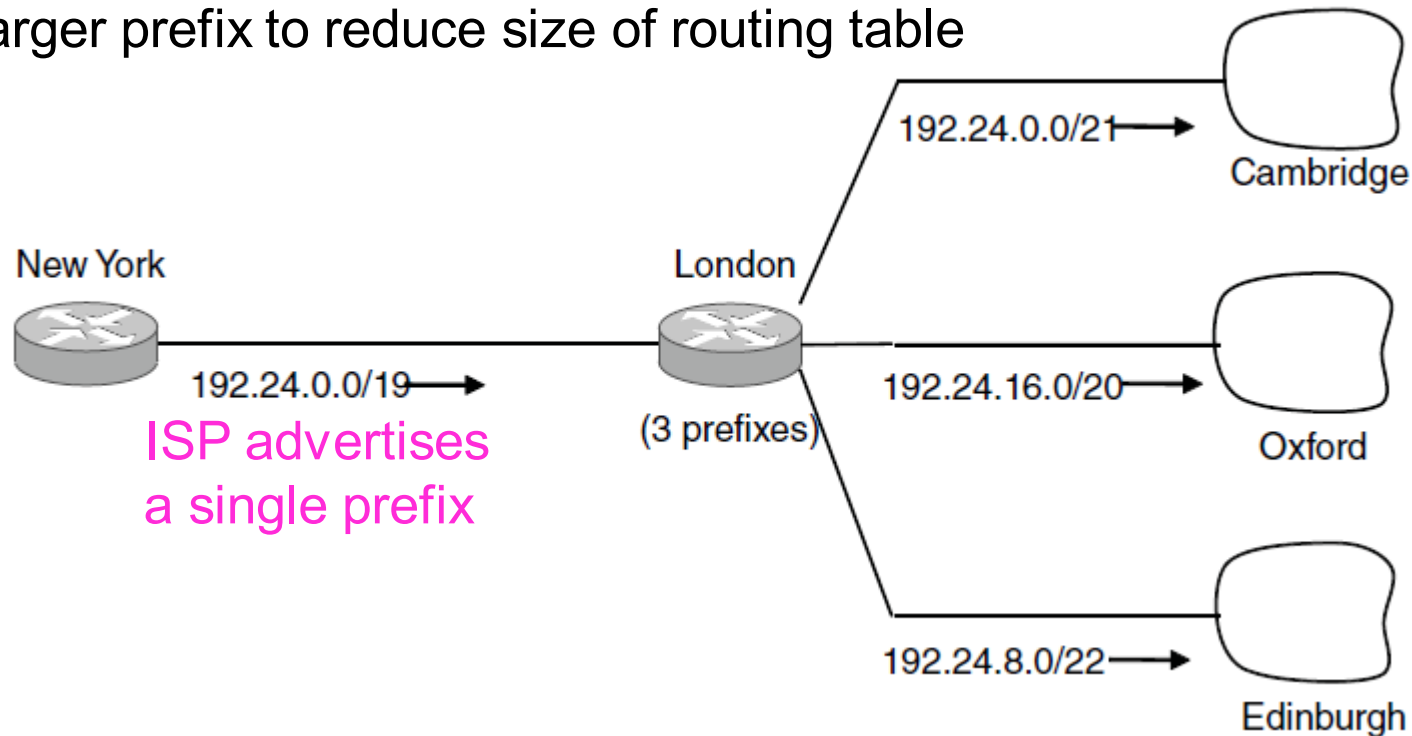 arger prefix to reduce size of routing table
192.24.0.0/21
Cambridge
New York
London
192.24.0.0/19
192.24.16.0/20
ISP advertises
a single prefix
(3 prefixes)
Oxford
192.24.8.0/22
Edinburgh